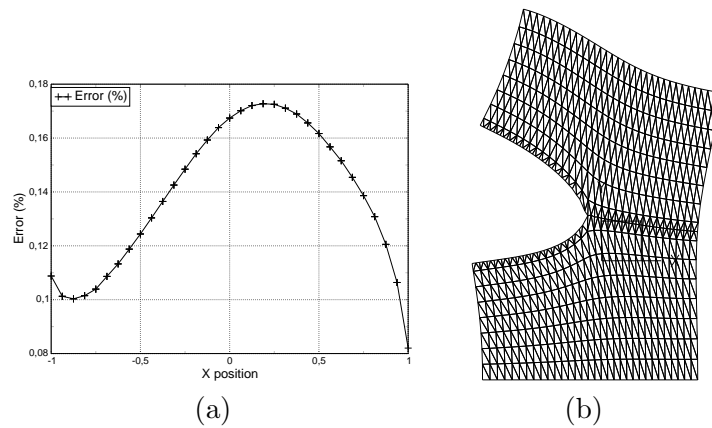 0,18
0,16
0,14
0,12
0,1
0,08
Error (%)
Error (%)
-1
-0,5
0
0,5
1
X position
(a)
(b)